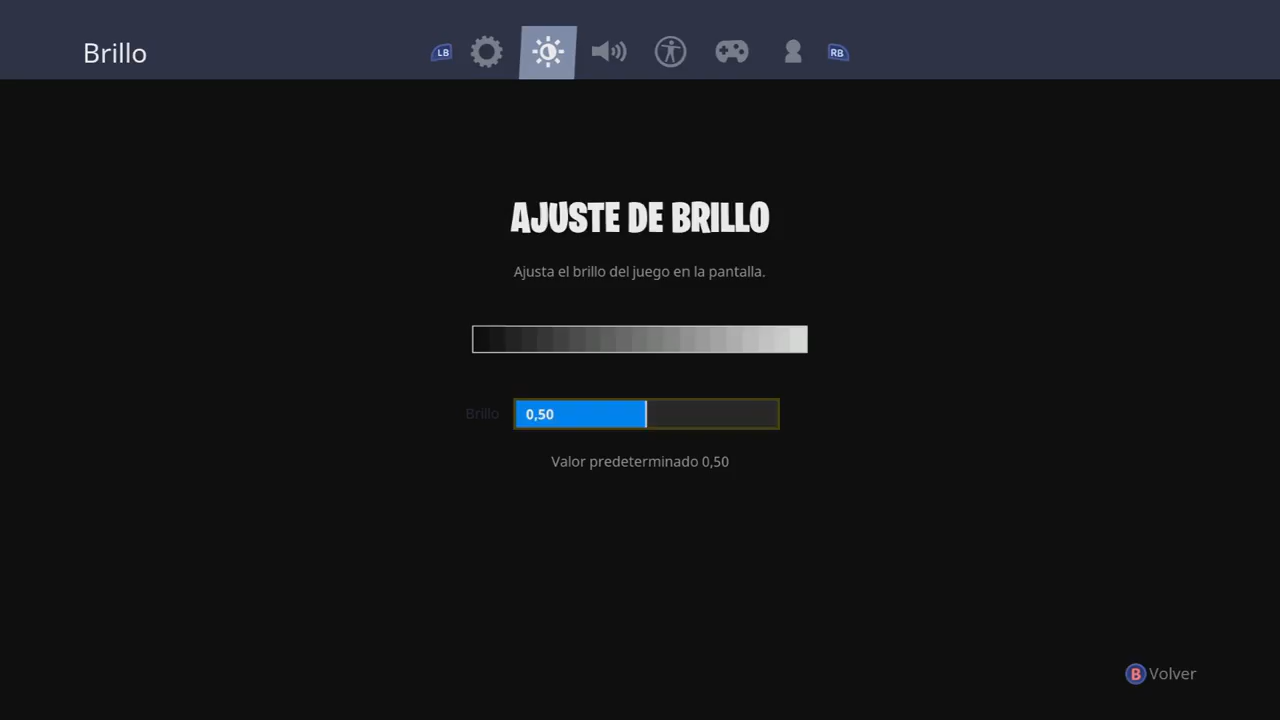 Brillo
LB
RB
AJUSTE DE BRILLO
Ajusta el brillo del juego en la pantalla.
Brillo 0,50
Valor predeterminado 0,50
B Volver